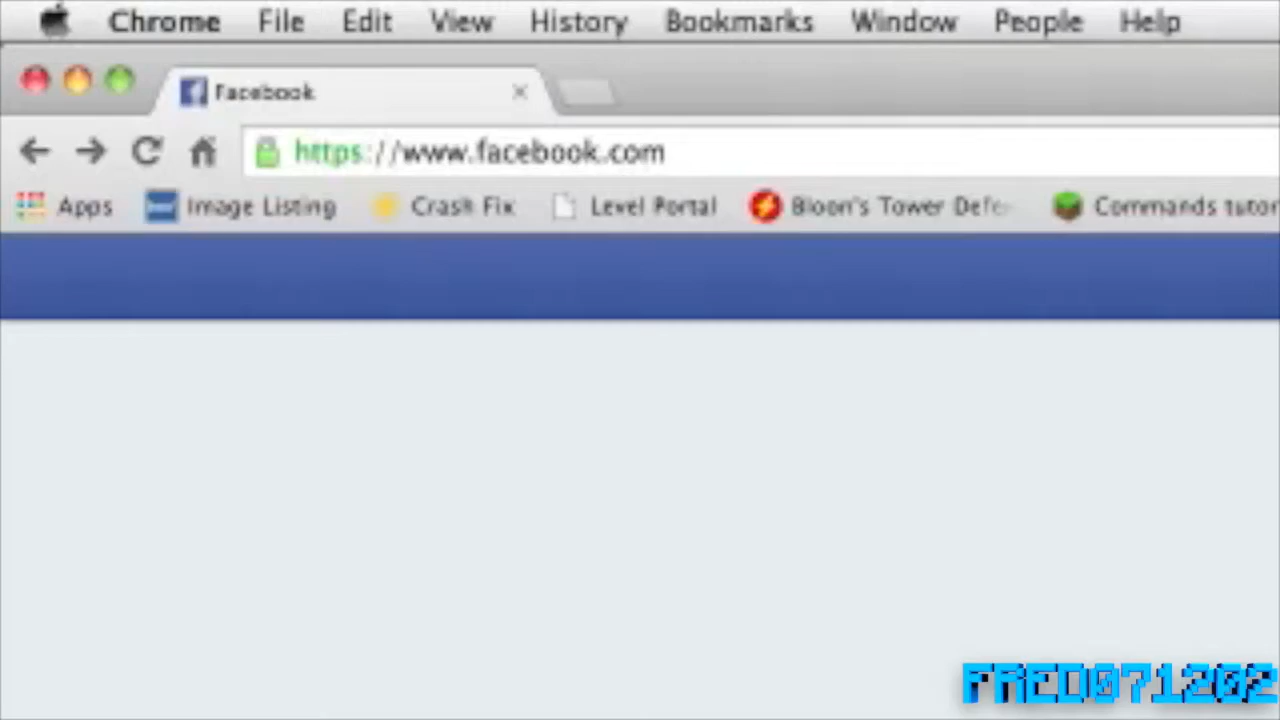 Chrome File Edit View History Bookmarks Window People Help
Facebook
https://www.facebook.com
Apps Image Listing Crash Fix Level Portal Bloon's Tower Defe Commands tutor
FRED071202